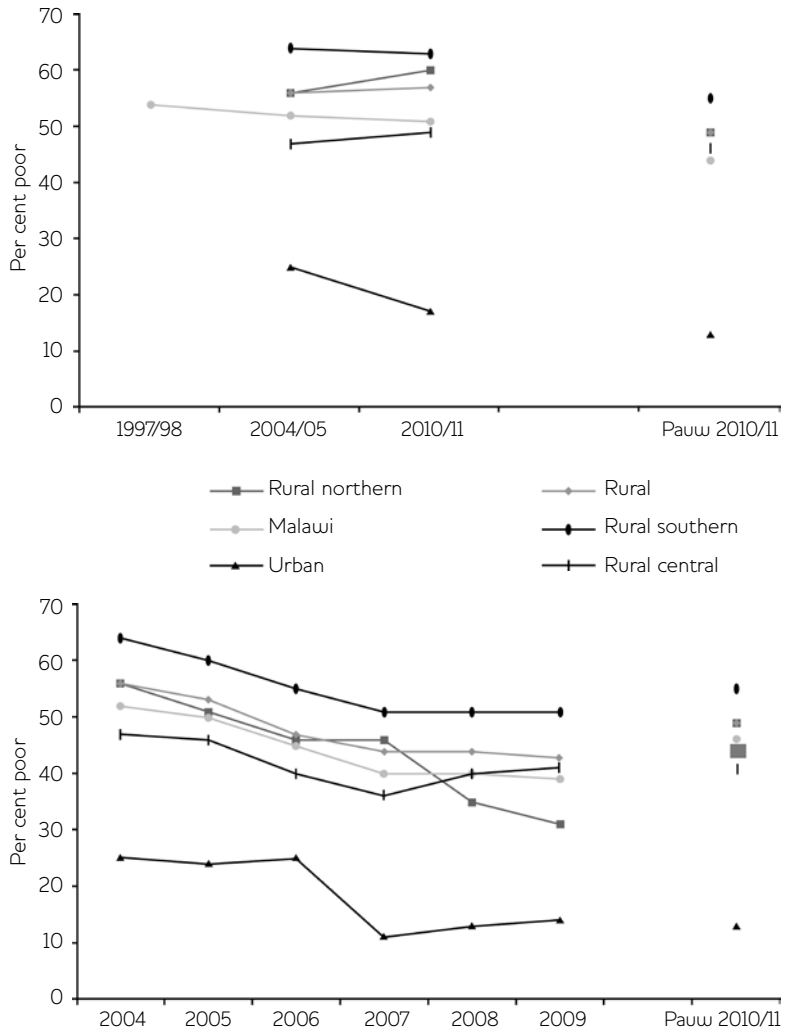 70
60
50
40
30
20
10
0
Per cent poor
1997/98 2004/05 2010/11 Pauw 2010/11
Rural northern Rural
Malawi Rural southern
Urban Rural central
70
60
50
40
30
20
10
0
Per cent poor
2004 2005 2006 2007 2008 2009 Pauw 2010/11